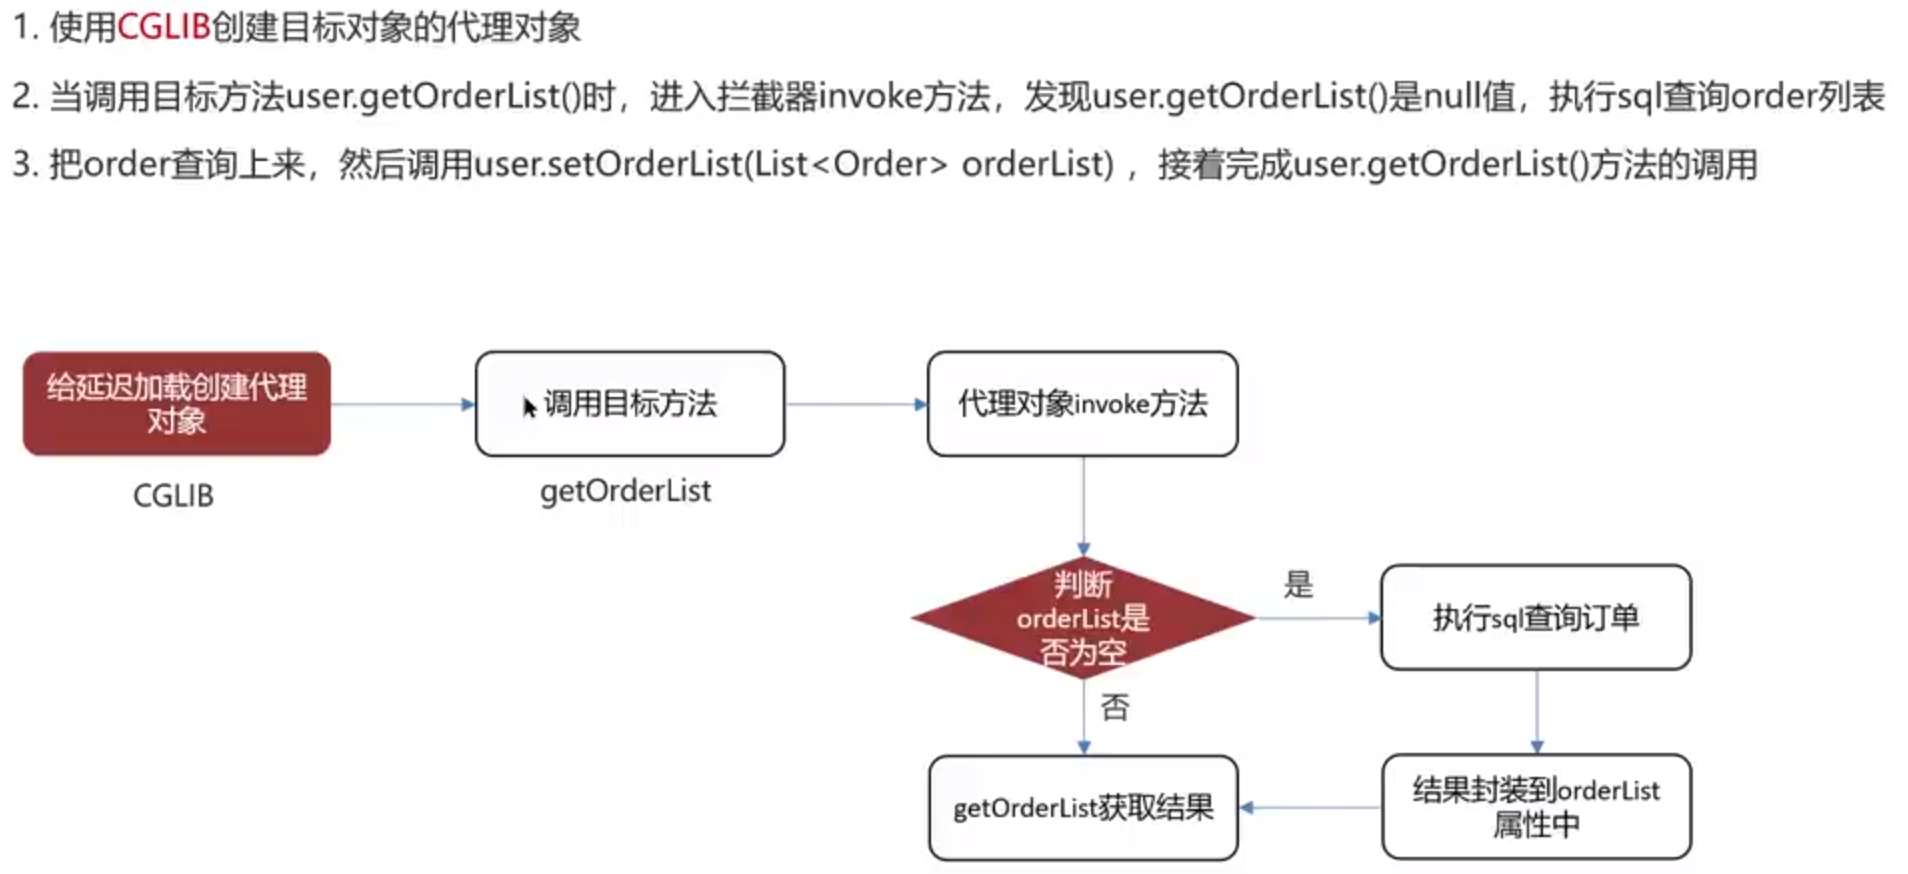 1. 使用CGLIB创建目标对象的代理对象
2. 当调用目标方法user.getOrderList()时，进入拦截器invoke方法，发现user.getOrderList()是null值，执行sql查询order列表
3. 把order查询上来，然后调用user.setOrderList(List<Order> orderList) ，接着完成user.getOrderList()方法的调用
给延迟加载创建代理
对象
CGLIB
调用目标方法
getOrderList
代理对象invoke方法
判断
orderList是
否为空
是
执行sql查询订单
否
结果封装到orderList
属性中
getOrderList获取结果